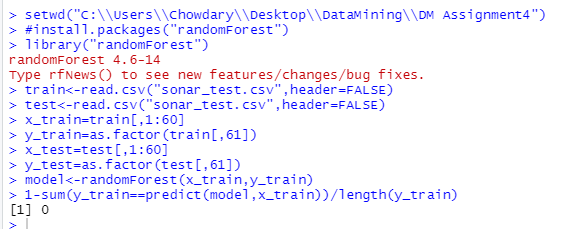 > setwd("C:\\Users\\Chowdary\\Desktop\\DataMining\\DM Assignment4")
> #install.packages("randomForest")
> library("randomForest")
randomForest 4.6-14
Type rfNews() to see new features/changes/bug fixes.
> train<-read.csv("sonar_test.csv",header=FALSE)
> test<-read.csv("sonar_test.csv",header=FALSE)
> x_train=train[,1:60]
> y_train=as.factor(train[,61])
> x_test=test[,1:60]
> y_test=as.factor(test[,61])
> model<-randomForest(x_train,y_train)
> 1-sum(y_train==predict(model,x_train))/length(y_train)
[1] 0
>